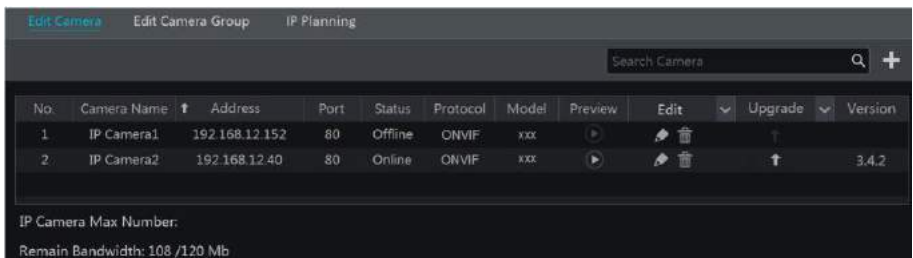 Edit Camera Edit Camera Group IP Planning
Search Camera
No. Camera Name Address Port Status Protocol Model Preview Edit Upgrade Version
1 IP Camera1 192.168.12.152 80 Offline ONVIF xxx
2 IP Camera2 192.168.12.40 80 Online ONVIF xxx 3.4.2
IP Camera Max Number:
Remain Bandwidth: 108 /120 Mb